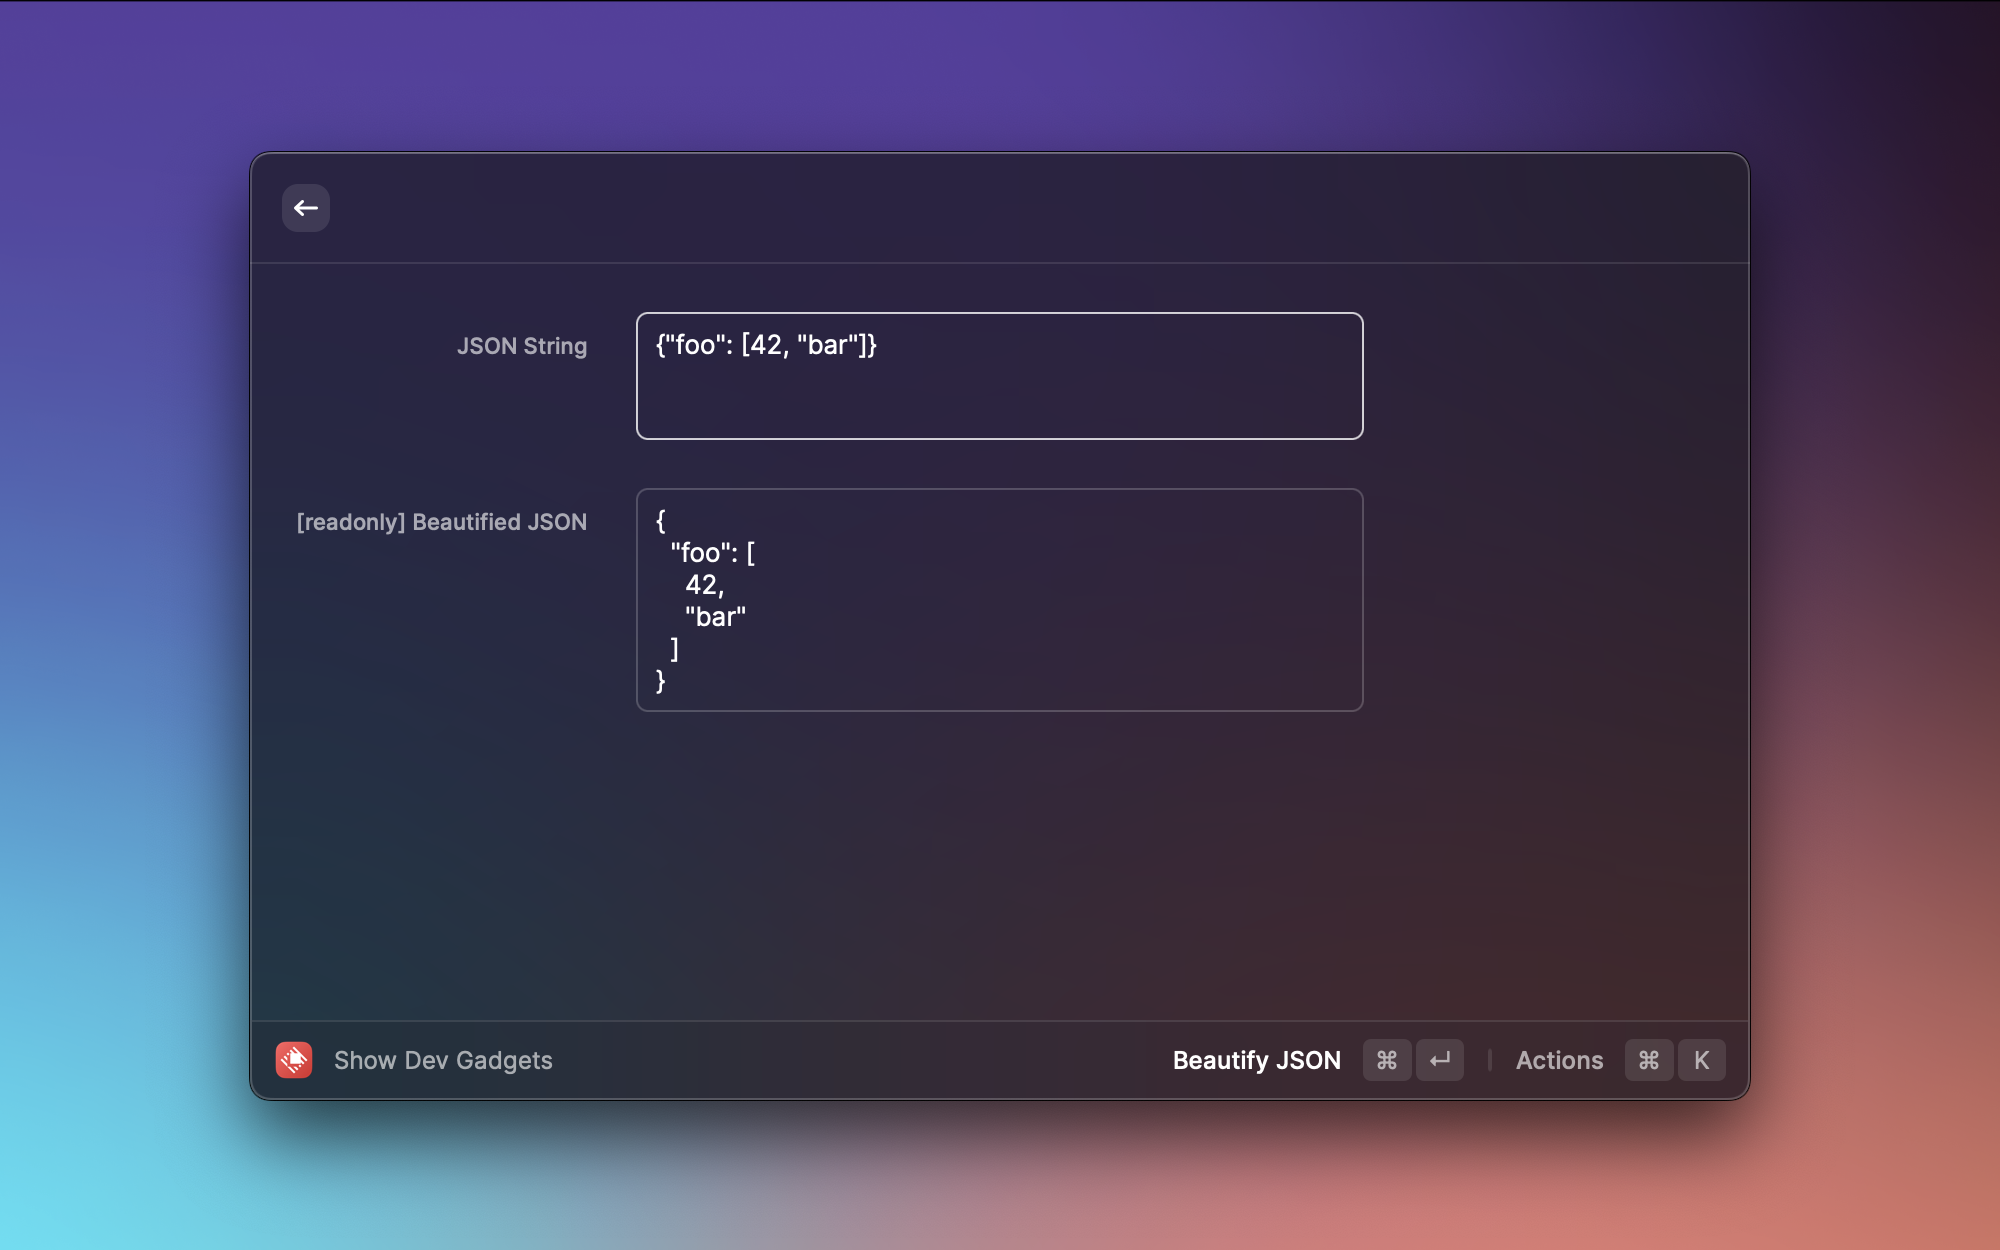 JSON String
{"foo": [42, "bar"]}
[readonly] Beautified JSON
{
  "foo": [
    42,
    "bar"
  ]
}
Show Dev Gadgets
Beautify JSON ⌘ ↵ | Actions ⌘ K